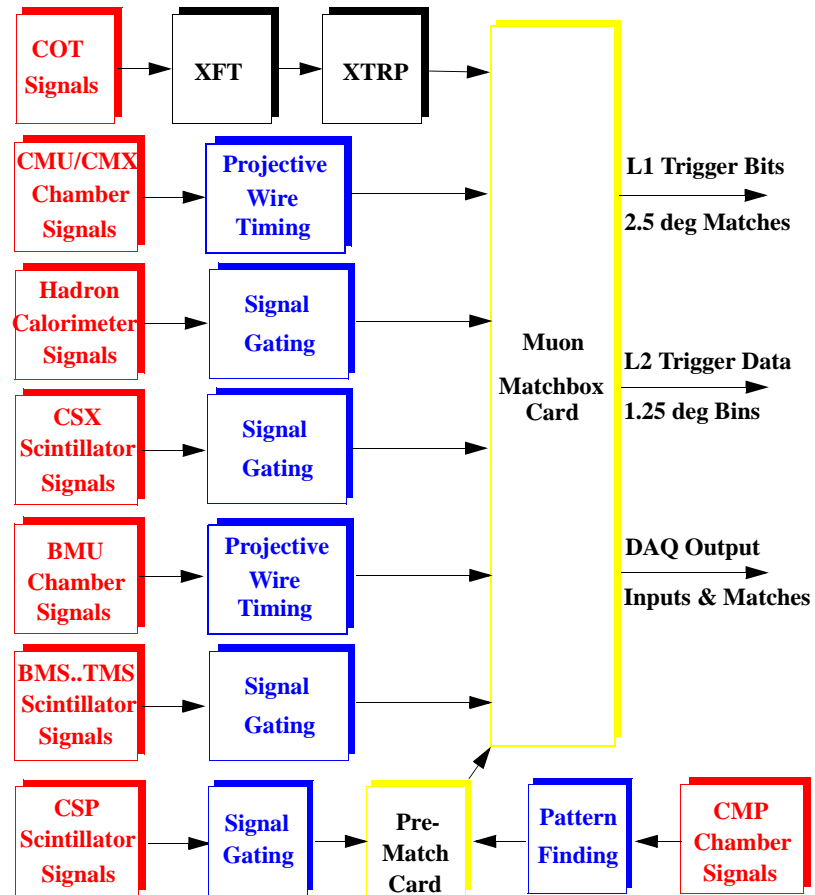 COT
Signals
XFT
XTRP
CMU/CMX
Chamber
Signals
Projective
Wire
Timing
L1 Trigger Bits
2.5 deg Matches
Hadron
Calorimeter
Signals
Signal
Gating
Muon
Matchbox
Card
L2 Trigger Data
1.25 deg Bins
CSX
Scintillator
Signals
Signal
Gating
BMU
Chamber
Signals
Projective
Wire
Timing
DAQ Output
Inputs & Matches
BMS..TMS
Scintillator
Signals
Signal
Gating
CSP
Scintillator
Signals
Signal
Gating
Pre-
Match
Card
Pattern
Finding
CMP
Chamber
Signals